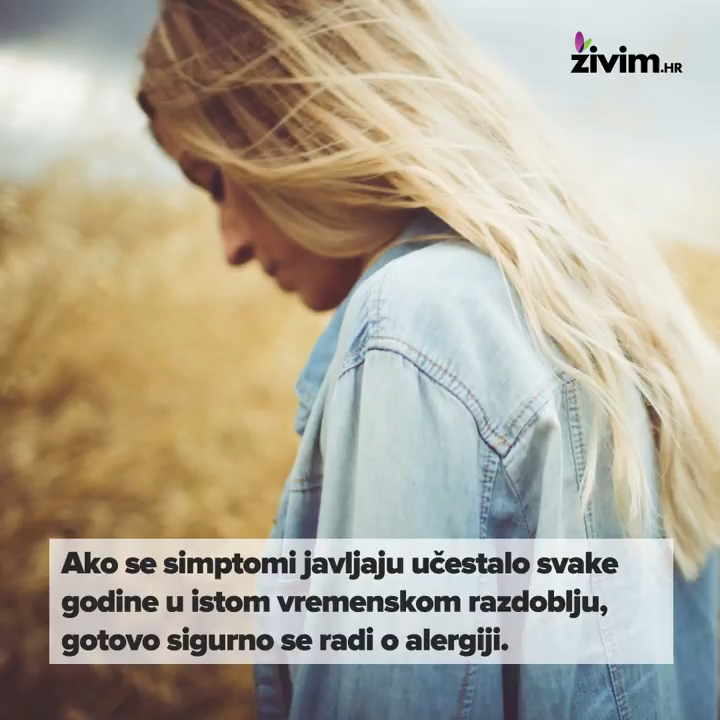 živim.HR
Ako se simptomi javljaju učestalo svake
godine u istom vremenskom razdoblju,
gotovo sigurno se radi o alergiji.